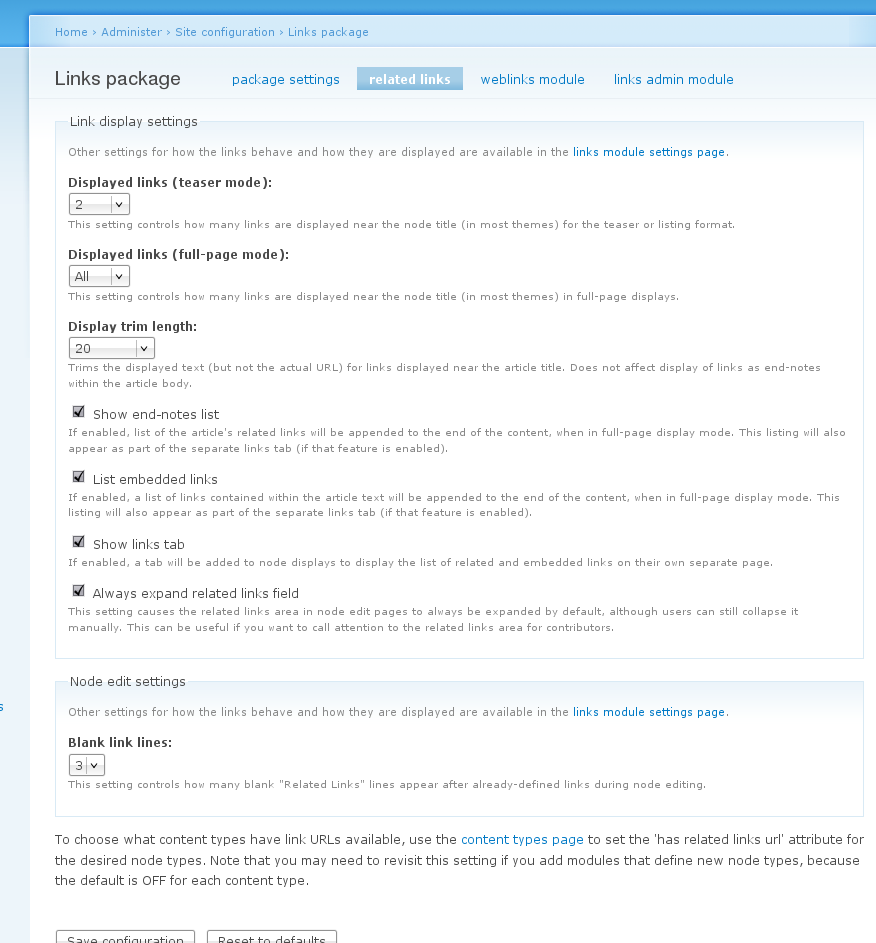 Home › Administer › Site configuration › Links package
Links package package settings related links weblinks module links admin module
Link display settings
Other settings for how the links behave and how they are displayed are available in the links module settings page.
Displayed links (teaser mode):
2
This setting controls how many links are displayed near the node title (in most themes) for the teaser or listing format.
Displayed links (full-page mode):
All
This setting controls how many links are displayed near the node title (in most themes) in full-page displays.
Display trim length:
20
Trims the displayed text (but not the actual URL) for links displayed near the article title. Does not affect display of links as end-notes
within the article body.
Show end-notes list
If enabled, list of the article's related links will be appended to the end of the content, when in full-page display mode. This listing will also
appear as part of the separate links tab (if that feature is enabled).
List embedded links
If enabled, a list of links contained within the article text will be appended to the end of the content, when in full-page display mode. This
listing will also appear as part of the separate links tab (if that feature is enabled).
Show links tab
If enabled, a tab will be added to node displays to display the list of related and embedded links on their own separate page.
Always expand related links field
This setting causes the related links area in node edit pages to always be expanded by default, although users can still collapse it
manually. This can be useful if you want to call attention to the related links area for contributors.
Node edit settings
s
Other settings for how the links behave and how they are displayed are available in the links module settings page.
Blank link lines:
3
This setting controls how many blank "Related Links" lines appear after already-defined links during node editing.
To choose what content types have link URLs available, use the content types page to set the 'has related links url' attribute for
the desired node types. Note that you may need to revisit this setting if you add modules that define new node types, because
the default is OFF for each content type.
Save configuration Reset to defaults